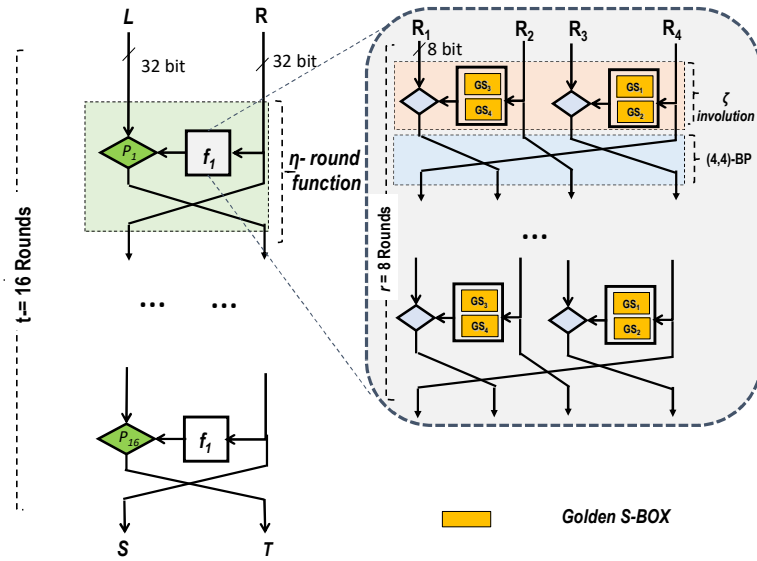 L
R
32 bit
32 bit
P1
f1
η- round
function
t-= 16 Rounds
... ...
P16
f1
S
T
R1
R2
R3
R4
8 bit
GS3
GS4
GS1
GS2
ζ
involution
(4,4)-BP
r = 8 Rounds
...
GS3
GS4
GS1
GS2
Golden S-BOX